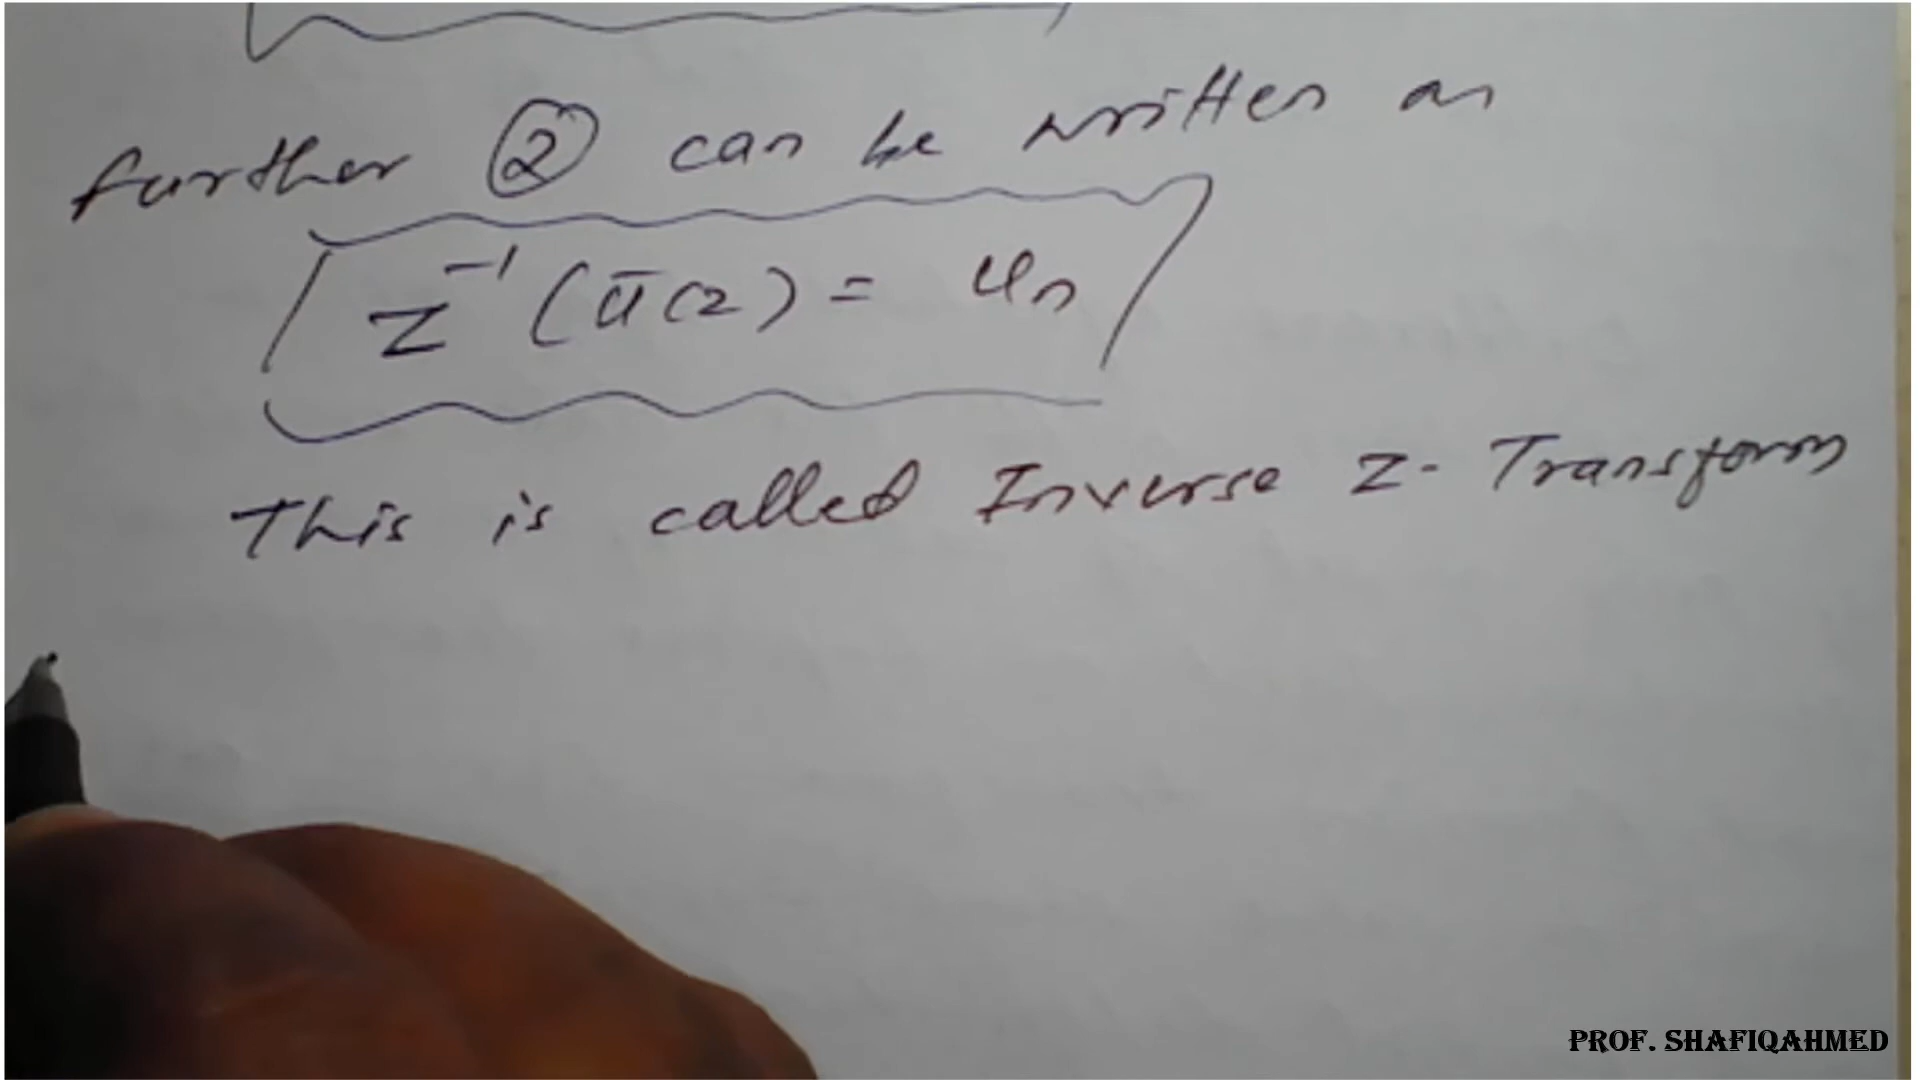 further ② can be written as
Z⁻¹(ū(z) = uₙ
This is called Inverse Z-Transform
PROF. SHAFIQAHMED